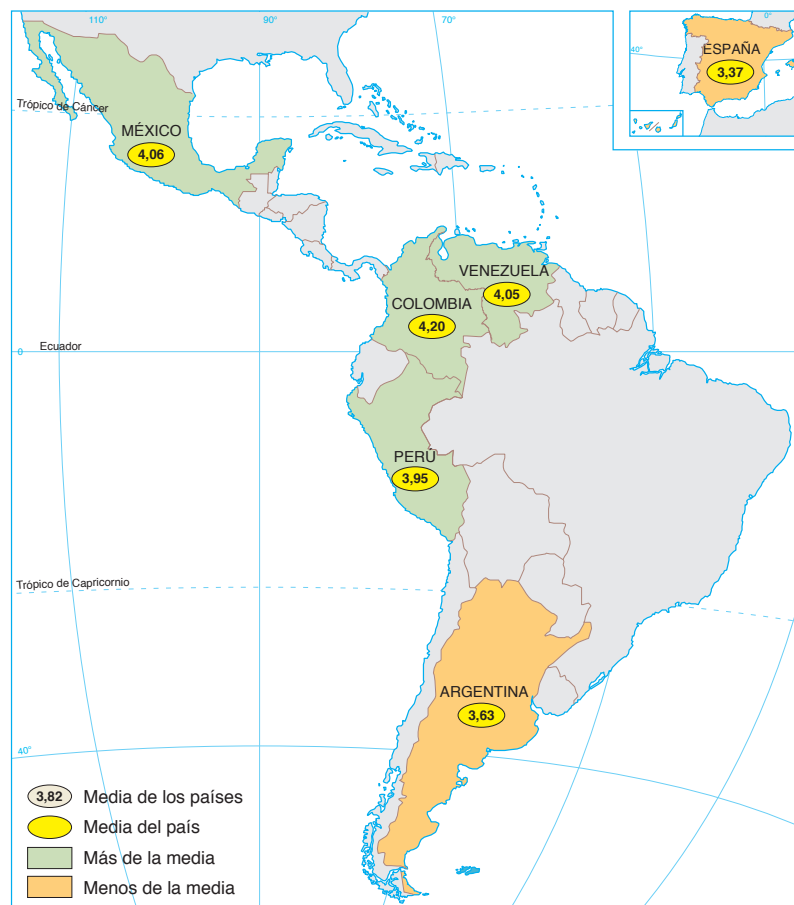 110°
90°
70°
0°
40°
ESPAÑA
3,37
Trópico de Cáncer
MÉXICO
4,06
VENEZUELA
4,05
COLOMBIA
4,20
Ecuador
0°
PERÚ
3,95
Trópico de Capricornio
ARGENTINA
3,63
40°
3,82 Media de los países
Media del país
Más de la media
Menos de la media